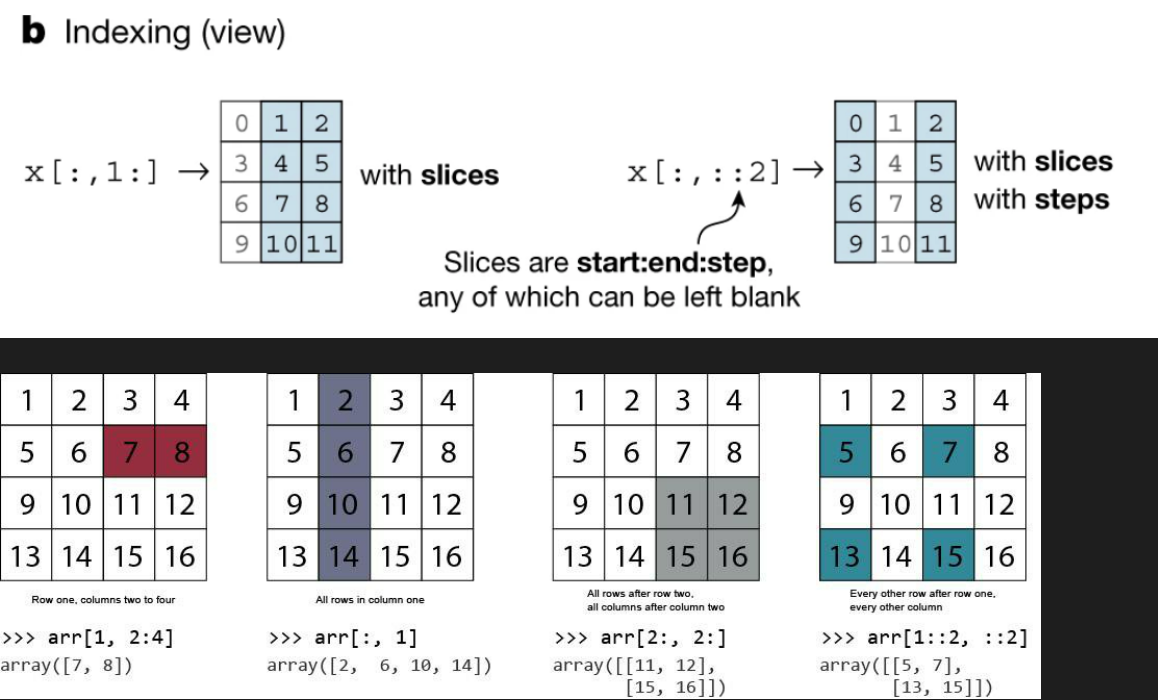 b Indexing (view)
x[:,1:] →
0 1 2
3 4 5
6 7 8
9 10 11
with slices
x[:,::2] →
0 1 2
3 4 5
6 7 8
9 10 11
with slices
with steps
Slices are start:end:step,
any of which can be left blank
1 2 3 4
5 6 7 8
9 10 11 12
13 14 15 16
Row one, columns two to four
>>> arr[1, 2:4]
array([7, 8])
1 2 3 4
5 6 7 8
9 10 11 12
13 14 15 16
All rows in column one
>>> arr[:, 1]
array([2, 6, 10, 14])
1 2 3 4
5 6 7 8
9 10 11 12
13 14 15 16
All rows after row two,
all columns after column two
>>> arr[2:, 2:]
array([[11, 12],
[15, 16]])
1 2 3 4
5 6 7 8
9 10 11 12
13 14 15 16
Every other row after row one,
every other column
>>> arr[1::2, ::2]
array([[5, 7],
[13, 15]])